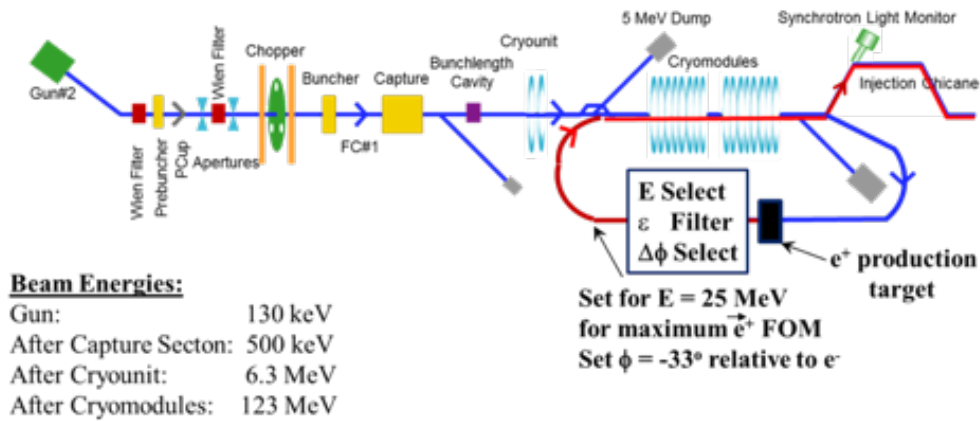 Gun#2
Wien Filter
Prebuncher
PCup
Wien Filter
Apertures
Chopper
Buncher
FC#1
Capture
Bunchlength
Cavity
Cryounit
5 MeV Dump
Cryomodules
Synchrotron Light Monitor
Injection Chicane
E Select
ε Filter
Δϕ Select
e⁺ production
target
Set for E = 25 MeV
for maximum e⃗⁺ FOM
Set ϕ = -33° relative to e⁻
Beam Energies:
Gun: 130 keV
After Capture Secton: 500 keV
After Cryounit: 6.3 MeV
After Cryomodules: 123 MeV